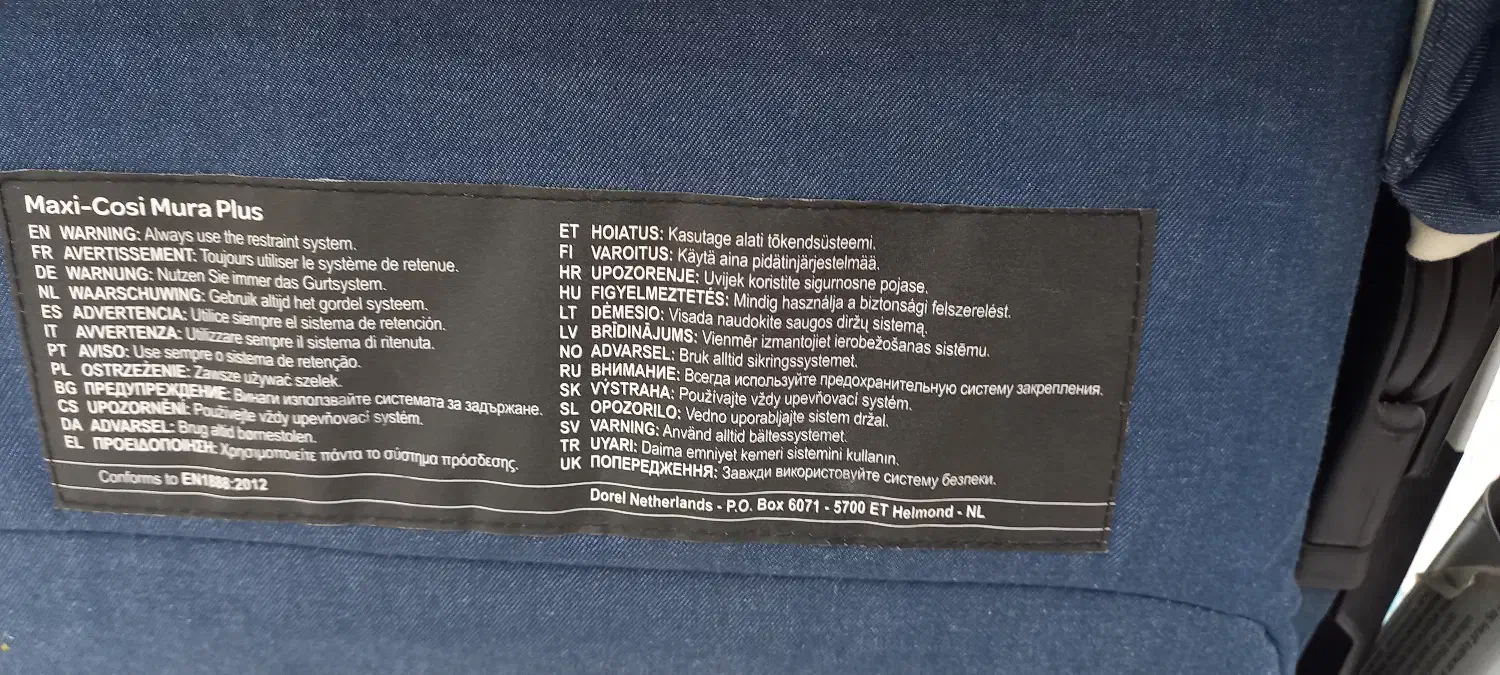 Maxi-Cosi Mura Plus
EN WARNING: Always use the restraint system.
FR AVERTISSEMENT: Toujours utiliser le système de retenue.
DE WARNUNG: Nutzen Sie immer das Gurtsystem.
NL WAARSCHUWING: Gebruik altijd het gordel systeem.
ES ADVERTENCIA: Utilice siempre el sistema de retención.
IT AVVERTENZA: Utilizzare sempre il sistema di ritenuta.
PT AVISO: Use sempre o sistema de retenção.
PL OSTRZEŻENIE: Zawsze używać szelek.
BG ПРЕДУПРЕЖДЕНИЕ: Винаги използвайте системата за задържане.
CS UPOZORNĚNÍ: Používejte vždy upevňovací systém.
DA ADVARSEL: Brug altid barnestolen.
EL ΠΡΟΕΙΔΟΠΟΙΗΣΗ: Χρησιμοποιείτε πάντα το σύστημα πρόσδεσης.
ET HOIATUS: Kasutage alati tõkendsüsteemi.
FI VAROITUS: Käytä aina pidätinjärjestelmää.
HR UPOZORENJE: Uvijek koristite sigurnosne pojase.
HU FIGYELMEZTETÉS: Mindig használja a biztonsági felszerelést.
LT DĖMESIO: Visada naudokite saugos diržų sistemą.
LV BRĪDINĀJUMS: Vienmēr izmantojiet ierobežošanas sistēmu.
NO ADVARSEL: Bruk alltid sikringssystemet.
RU ВНИМАНИЕ: Всегда используйте предохранительную систему закрепления.
SK VÝSTRAHA: Používajte vždy upevňovací systém.
SL OPOZORILO: Vedno uporabljajte sistem držal.
SV VARNING: Använd alltid bältessystemet.
TR UYARI: Daima emniyet kemeri sistemini kullanın.
UK ПОПЕРЕДЖЕННЯ: Завжди використовуйте систему безпеки.
Conforms to EN1888:2012
Dorel Netherlands - P.O. Box 6071 - 5700 ET Helmond - NL